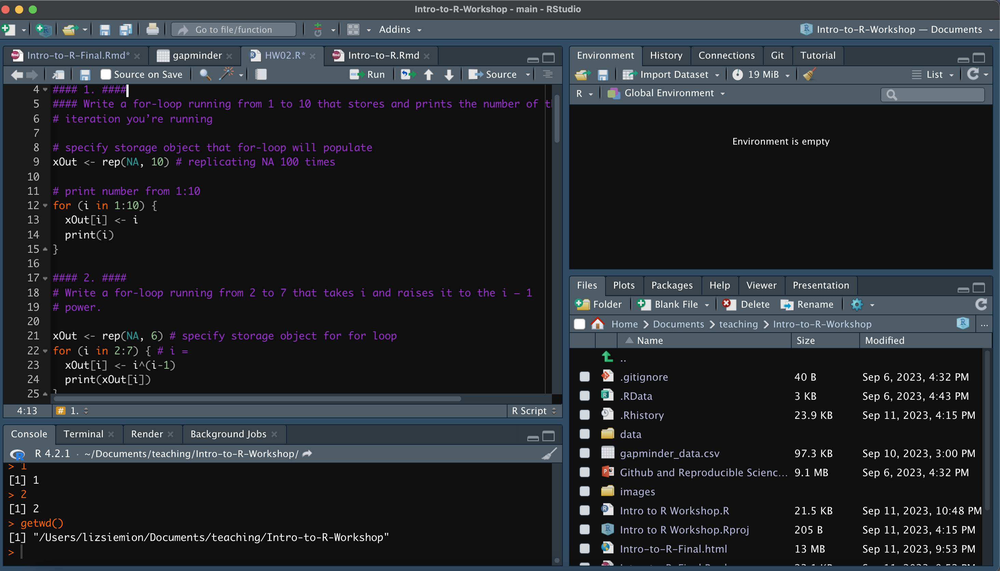 Intro-to-R-Workshop - main - RStudio
Go to file/function
Addins
Intro-to-R-Workshop — Documents
Intro-to-R-Final.Rmd*
gapminder
HW02.R*
Intro-to-R.Rmd
Source on Save
Run
Source
4 #### 1. ####
5 #### Write a for-loop running from 1 to 10 that stores and prints the number of
6 # iteration you’re running
7
8 # specify storage object that for-loop will populate
9 xOut <- rep(NA, 10) # replicating NA 100 times
10
11 # print number from 1:10
12 for (i in 1:10) {
13 xOut[i] <- i
14 print(i)
15 }
16
17 #### 2. ####
18 # Write a for-loop running from 2 to 7 that takes i and raises it to the i – 1
19 # power.
20
21 xOut <- rep(NA, 6) # specify storage object for for loop
22 for (i in 2:7) { # i =
23 xOut[i] <- i^(i-1)
24 print(xOut[i])
25 }
4:13
# 1.
R Script
Console
Terminal
Render
Background Jobs
R 4.2.1 · ~/Documents/teaching/Intro-to-R-Workshop/
> 1
[1] 1
> 2
[1] 2
> getwd()
[1] "/Users/lizsiemion/Documents/teaching/Intro-to-R-Workshop"
>
Environment
History
Connections
Git
Tutorial
Import Dataset
19 MiB
List
R
Global Environment
Environment is empty
Files
Plots
Packages
Help
Viewer
Presentation
Folder
Blank File
Delete
Rename
Home
Documents
teaching
Intro-to-R-Workshop
...
Name Size Modified
..
.gitignore 40 B Sep 6, 2023, 4:32 PM
.RData 3 KB Sep 6, 2023, 4:43 PM
.Rhistory 23.9 KB Sep 11, 2023, 4:15 PM
data
gapminder_data.csv 97.3 KB Sep 10, 2023, 3:00 PM
Github and Reproducible Scienc... 9.1 MB Sep 6, 2023, 4:32 PM
images
Intro to R Workshop.R 21.5 KB Sep 11, 2023, 10:48 PM
Intro to R Workshop.Rproj 205 B Sep 11, 2023, 4:15 PM
Intro-to-R-Final.html 13 MB Sep 11, 2023, 9:53 PM